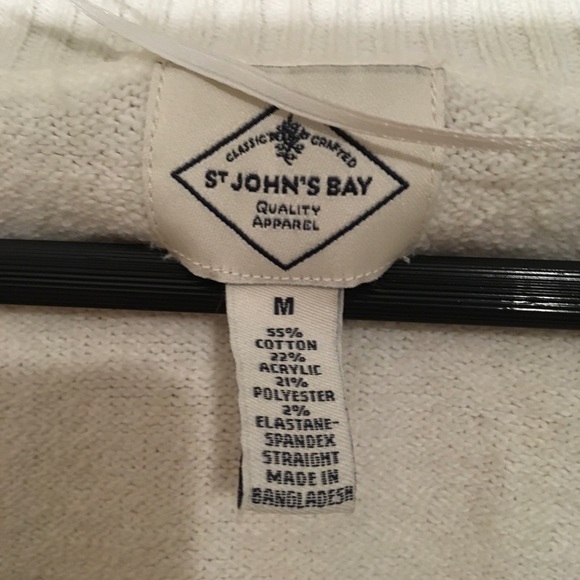 CLASSIC CRAFTED
ST JOHN'S BAY
QUALITY
APPAREL
M
55%
COTTON
22%
ACRYLIC
21%
POLYESTER
2%
ELASTANE-
SPANDEX
STRAIGHT
MADE IN
BANGLADESH